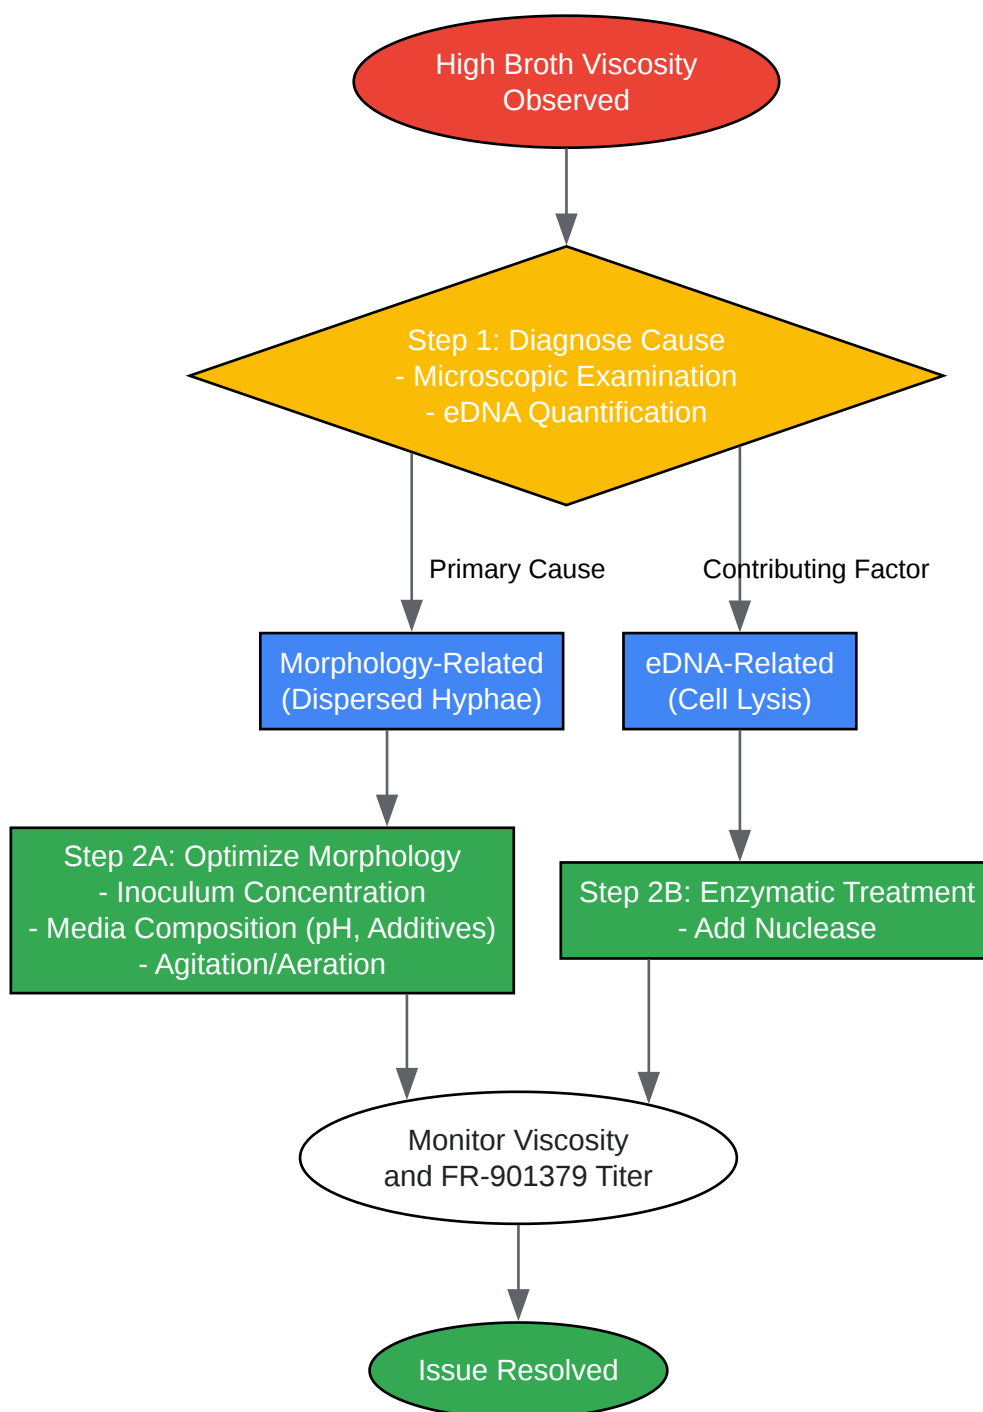 High Broth Viscosity
Observed
Step 1: Diagnose Cause
- Microscopic Examination
- eDNA Quantification
Primary Cause
Contributing Factor
Morphology-Related
(Dispersed Hyphae)
eDNA-Related
(Cell Lysis)
Step 2A: Optimize Morphology
- Inoculum Concentration
- Media Composition (pH, Additives)
- Agitation/Aeration
Step 2B: Enzymatic Treatment
- Add Nuclease
Monitor Viscosity
and FR-901379 Titer
Issue Resolved